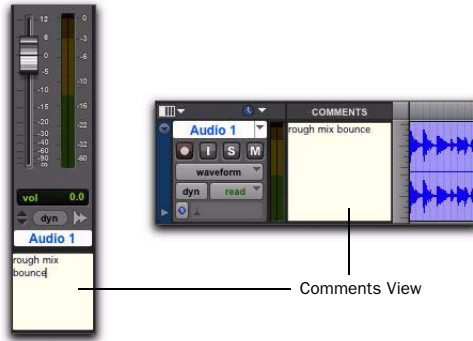 12
6
0
-5
-10
-15
-20
-30
-40
-60
-90
∞
0
-3
-6
-10
-16
-22
-32
-60
vol 0.0
dyn
Audio 1
rough mix
bounce
COMMENTS
Audio 1
rough mix bounce
I S M
waveform
dyn read
Comments View